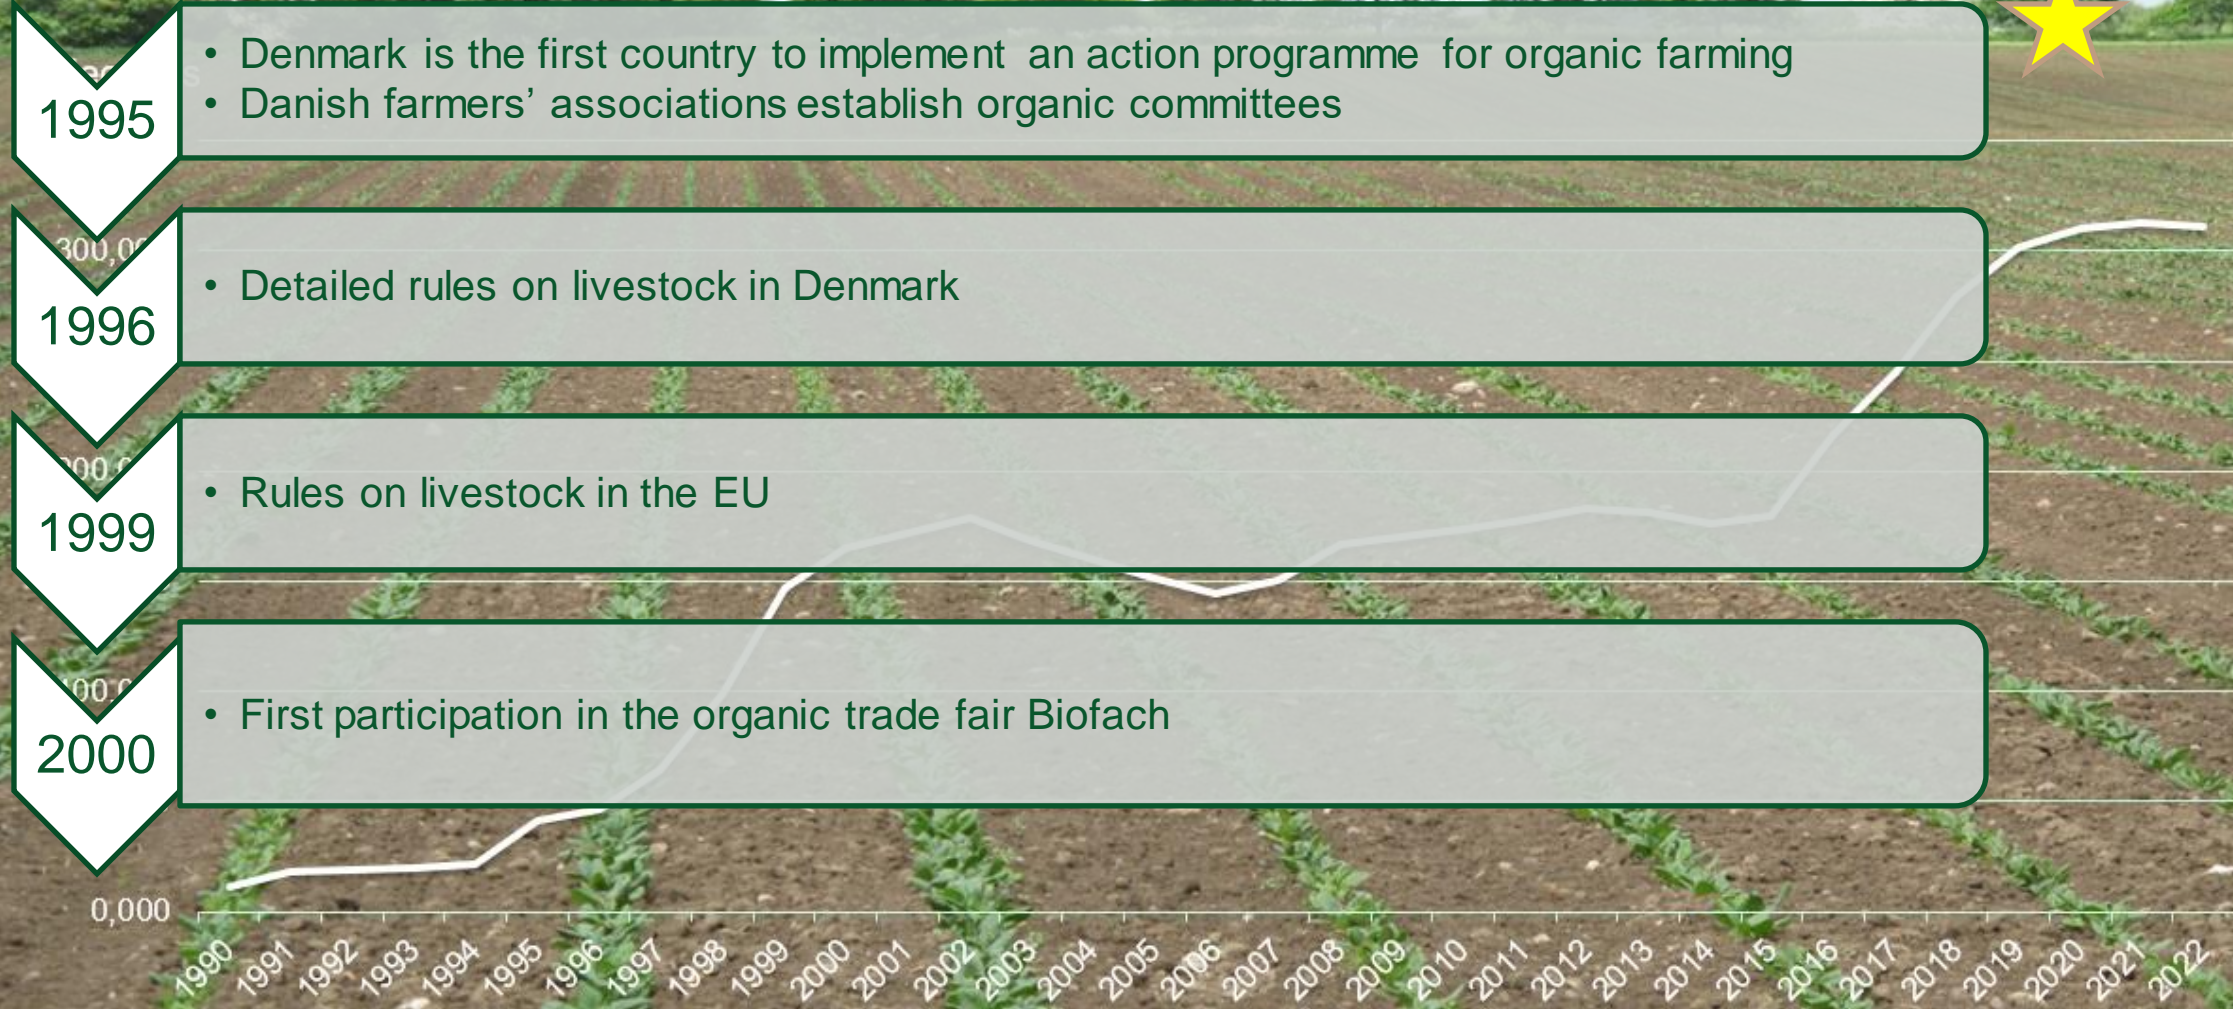 1995
• Denmark is the first country to implement an action programme for organic farming
• Danish farmers’ associations establish organic committees
1996
• Detailed rules on livestock in Denmark
1999
• Rules on livestock in the EU
2000
• First participation in the organic trade fair Biofach
0,000
1990 1991 1992 1993 1994 1995 1996 1997 1998 1999 2000 2001 2002 2003 2004 2005 2006 2007 2008 2009 2010 2011 2012 2013 2014 2015 2016 2017 2018 2019 2020 2021 2022